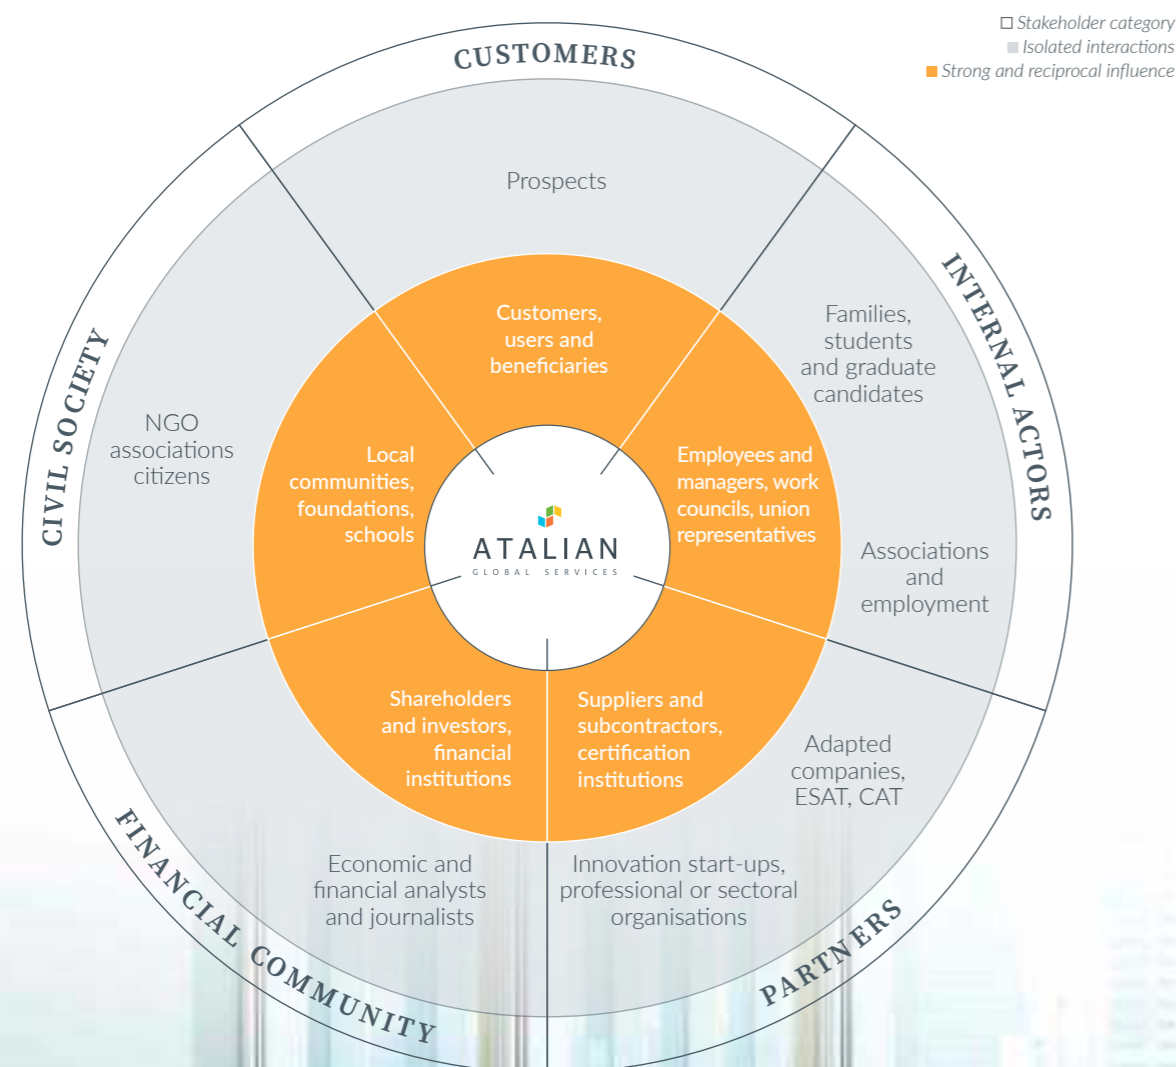 Stakeholder category
Isolated interactions
Strong and reciprocal influence
CUSTOMERS
Prospects
Customers,
users and
beneficiaries
INTERNAL ACTORS
Families,
students
and graduate
candidates
Employees and
managers, work
councils, union
representatives
Associations
and
employment
CIVIL SOCIETY
NGO
associations
citizens
Local
communities,
foundations,
schools
ATALIAN
GLOBAL SERVICES
Shareholders
and investors,
financial
institutions
Suppliers and
subcontractors,
certification
institutions
Adapted
companies,
ESAT, CAT
Economic and
financial analysts
and journalists
Innovation start-ups,
professional or sectoral
organisations
FINANCIAL COMMUNITY
PARTNERS